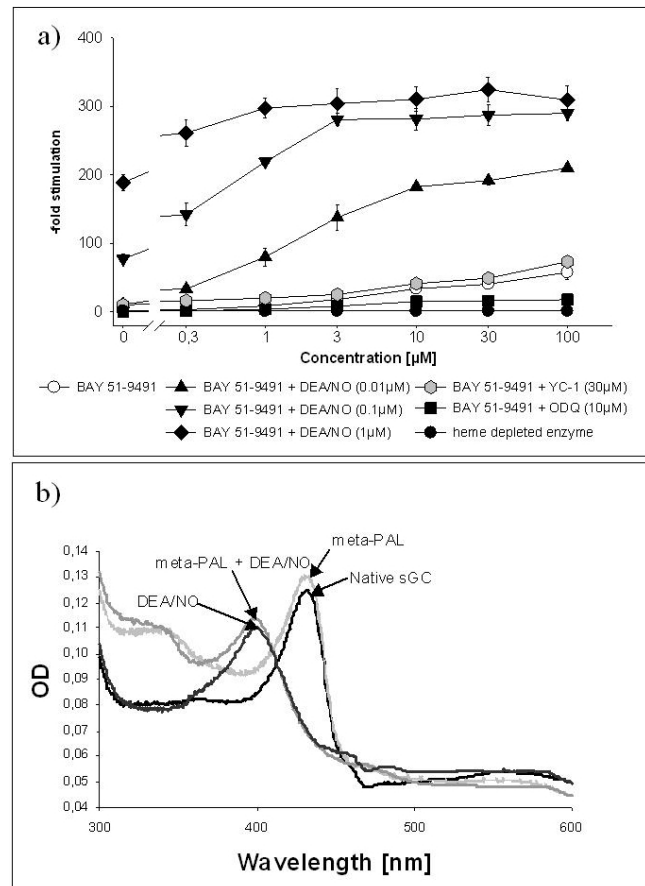 a)
400
300
200
100
0
-fold stimulation
0 0,3 1 3 10 30 100
Concentration [µM]
BAY 51-9491
BAY 51-9491 + DEA/NO (0.01µM)
BAY 51-9491 + YC-1 (30µM)
BAY 51-9491 + DEA/NO (0.1µM)
BAY 51-9491 + ODQ (10µM)
BAY 51-9491 + DEA/NO (1µM)
heme depleted enzyme
b)
0,14
0,13
0,12
0,11
0,10
0,09
0,08
0,07
0,06
0,05
0,04
OD
meta-PAL
meta-PAL + DEA/NO
Native sGC
DEA/NO
300 400 500 600
Wavelength [nm]